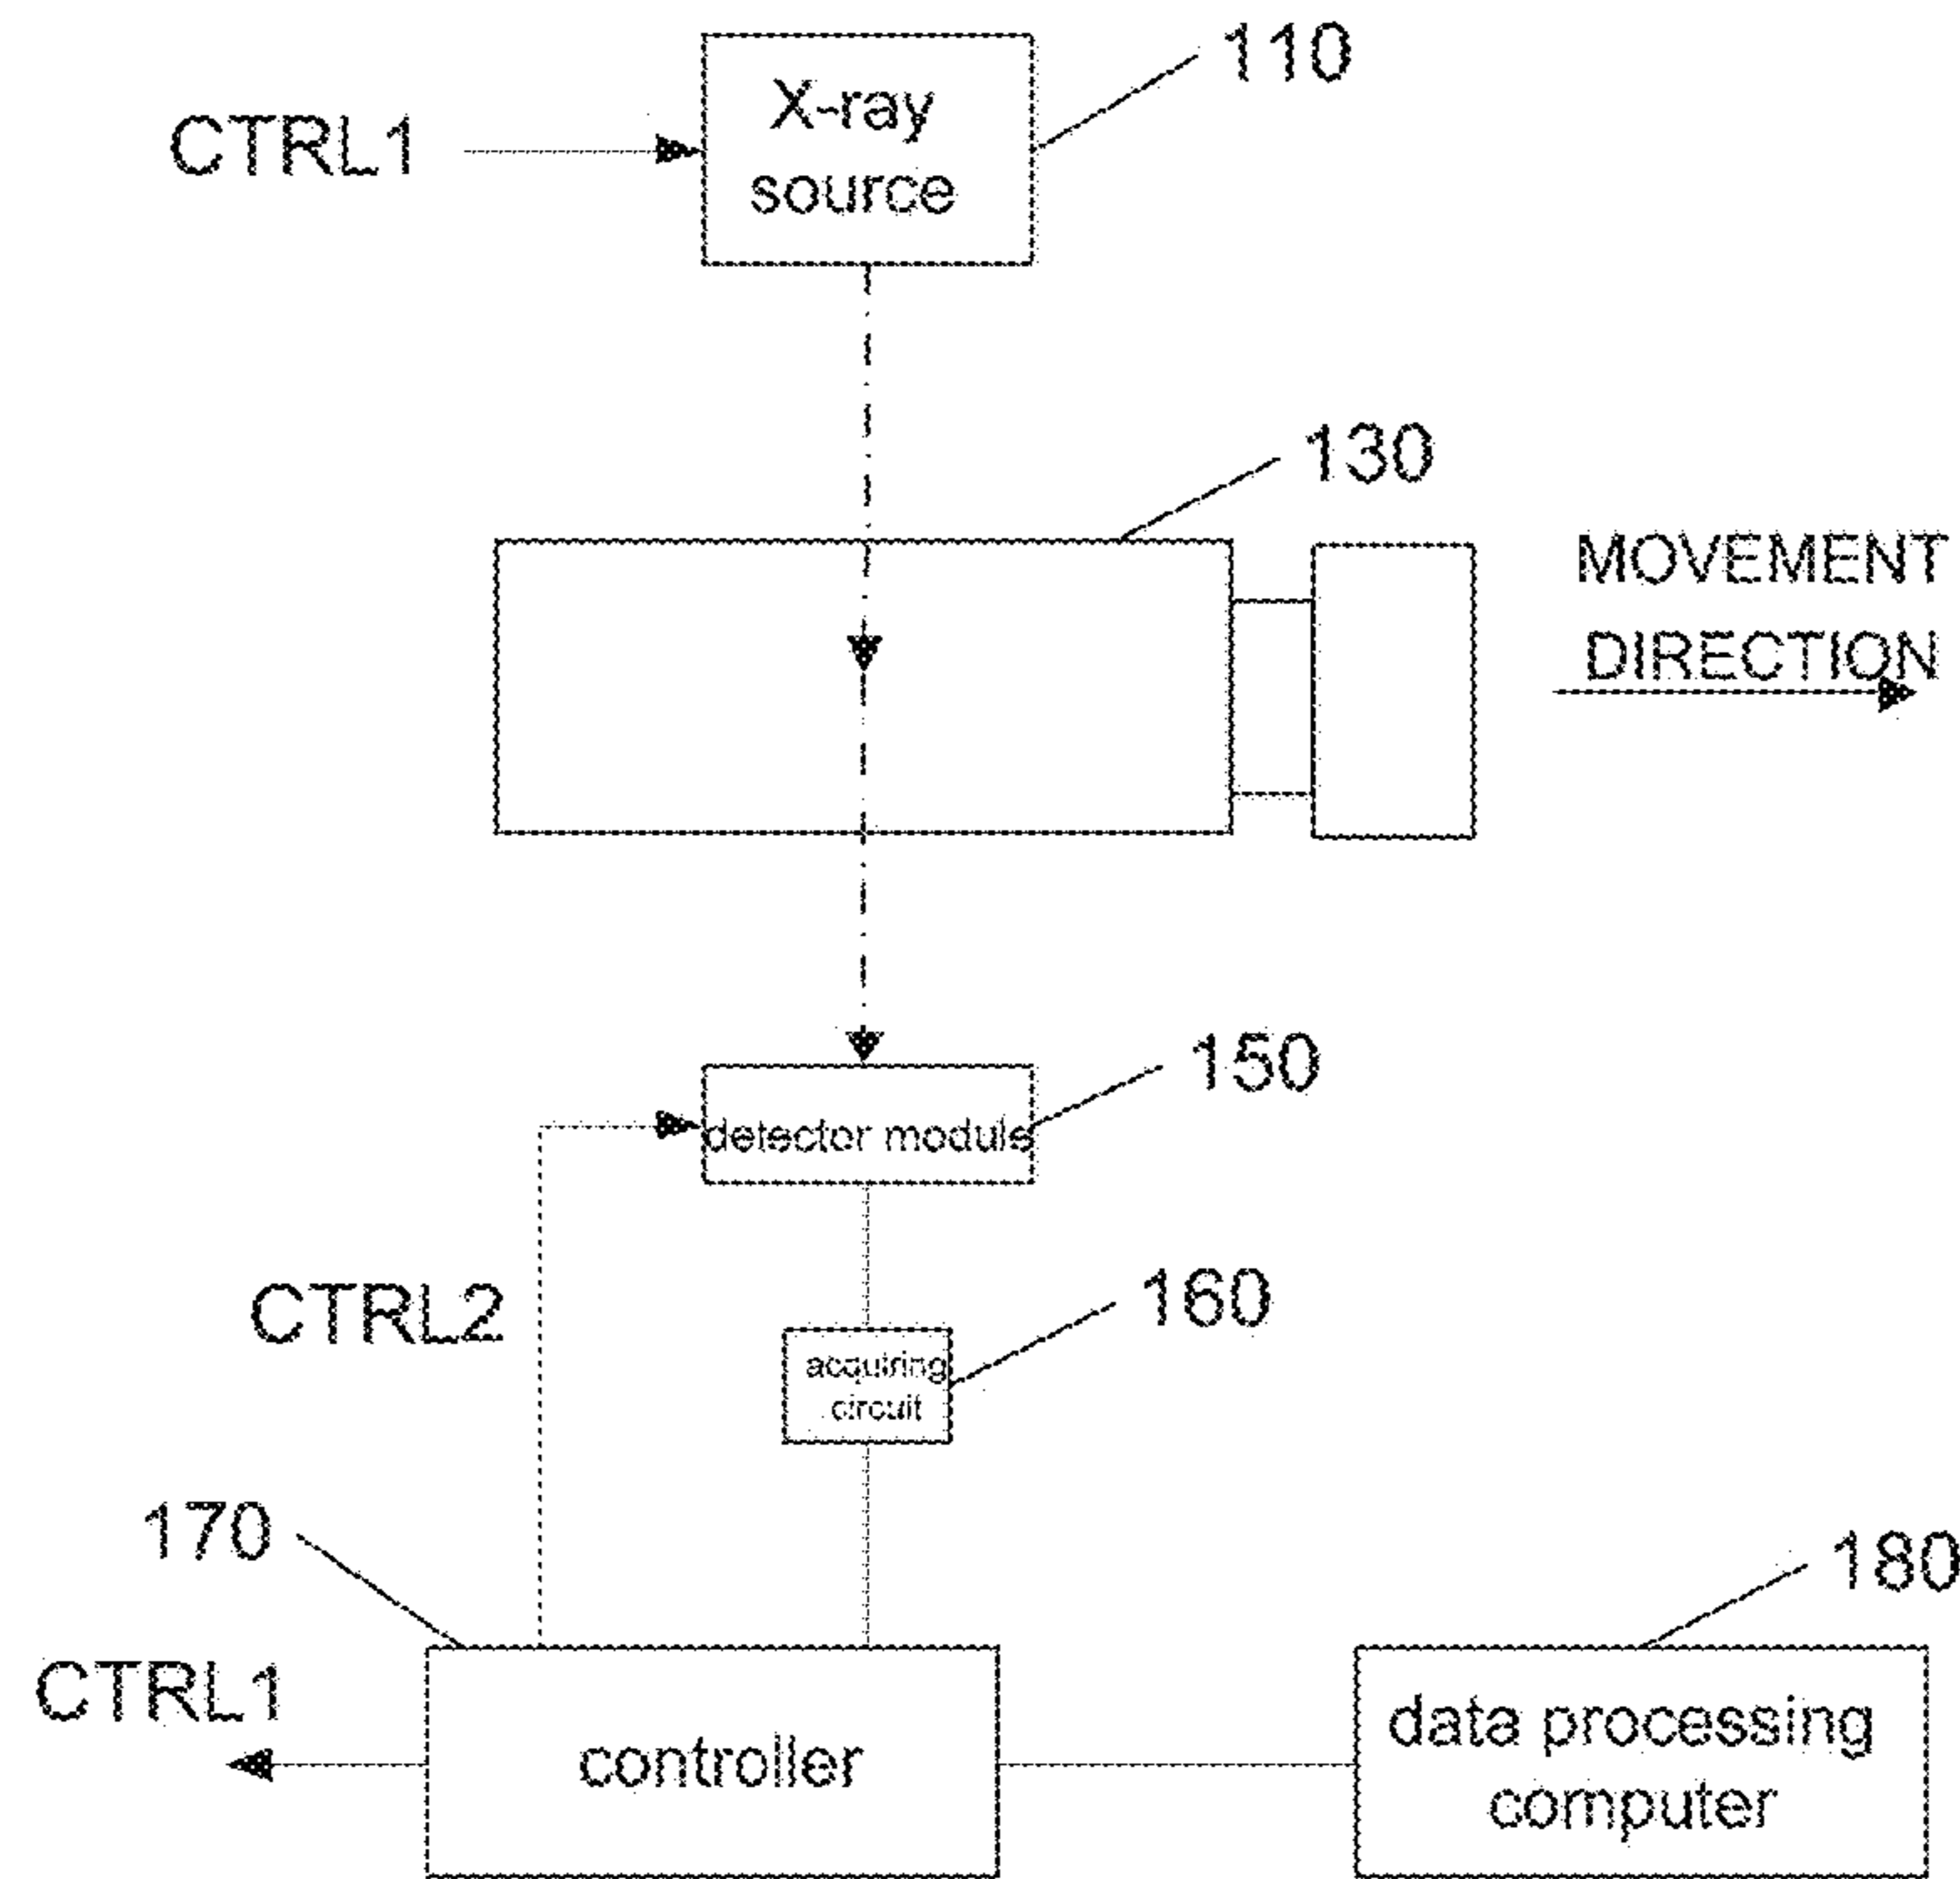 110
CTRL1
X-ray
source
130
MOVEMENT
DIRECTION
150
detector module
CTRL2
160
acquiring
circuit
170
180
CTRL1
controller
data processing
computer